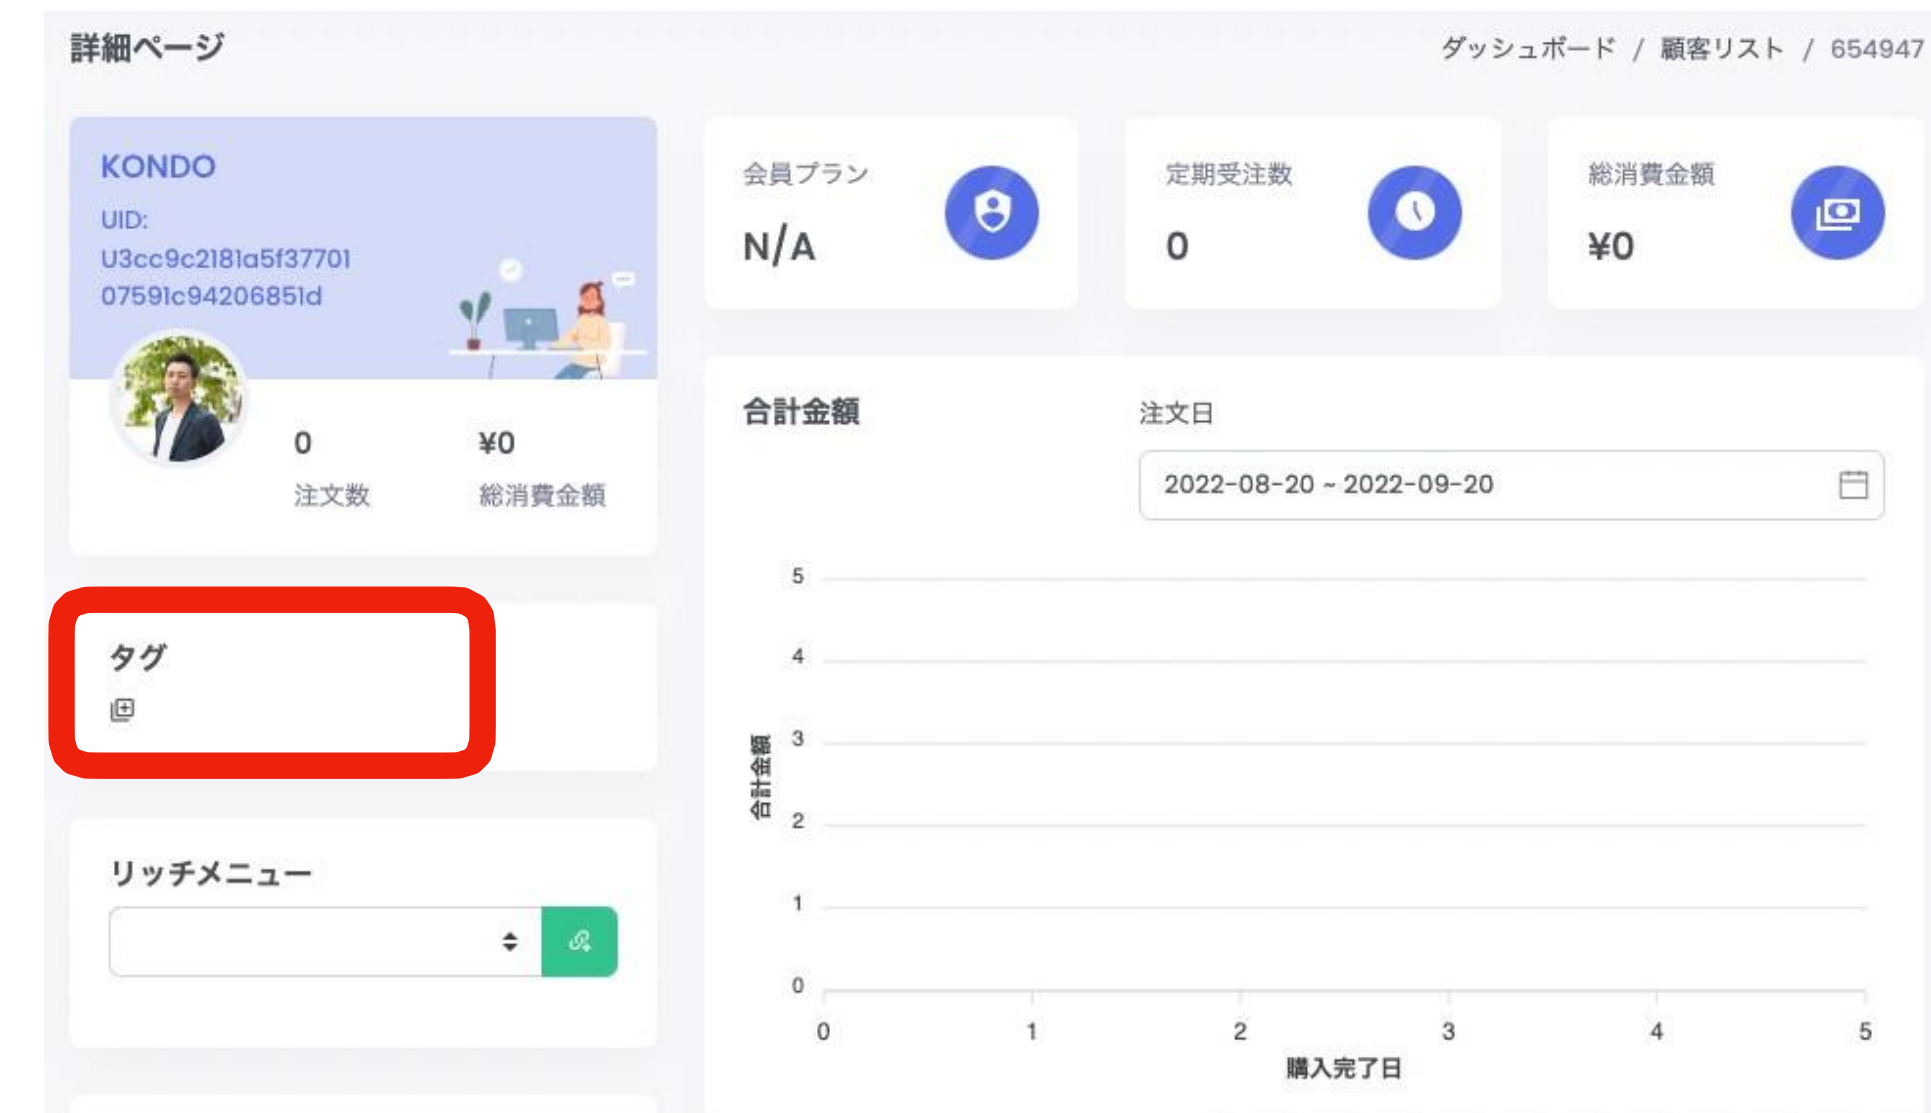 詳細ページ
ダッシュボード / 顧客リスト / 654947
KONDO
UID:
U3cc9c2181a5f37701
07591c94206851d
0
注文数
¥0
総消費金額
会員プラン
N/A
定期受注数
0
総消費金額
¥0
タグ
リッチメニュー
合計金額
注文日
2022-08-20 ~ 2022-09-20
5
4
3
2
1
0
合計金額
0 1 2 3 4 5
購入完了日